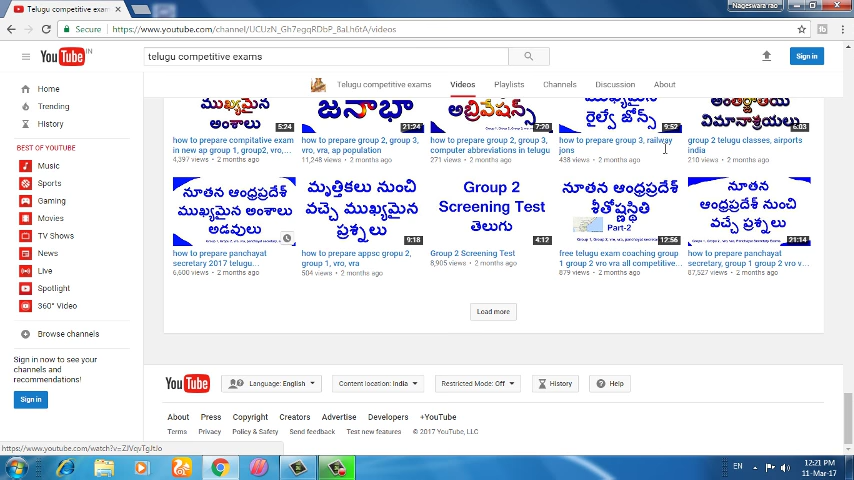 Telugu competitive exam
Nageswara rao
Secure
https://www.youtube.com/channel/UCUzN_Gh7egqRDbP_8aLh6tA/videos
YouTube IN
telugu competitive exams
Sign in
Telugu competitive exams Videos Playlists Channels Discussion About
Home
Trending
History
BEST OF YOUTUBE
Music
Sports
Gaming
Movies
TV Shows
News
Live
Spotlight
360° Video
Browse channels
Sign in now to see your
channels and
recommendations!
Sign in
ముఖ్యమైన
అంశాలు
5:24
how to prepare compitative exam
in new ap group 1, group2, vro,...
4,397 views • 2 months ago
జనాభా
21:24
how to prepare group 2, group 3,
vro, vra, ap population
11,248 views • 2 months ago
అబ్రివేషన్స్
7:20
how to prepare group 2, group 3,
computer abbreviations in telugu
271 views • 2 months ago
రైల్వే జోన్స్
9:52
how to prepare group 3, railway
jons
438 views • 2 months ago
అంతర్జాతీయ
విమానాశ్రయలు
6:03
group 2 telugu classes, airports
india
210 views • 2 months ago
నూతన ఆంధ్రప్రదేశ్
ముఖ్యమైన అంశాలు
అడవులు
how to prepare panchayat
secretary 2017 telugu...
6,600 views • 2 months ago
మృత్తికలు నుంచి
వచ్చే ముఖ్యమైన
ప్రశ్నలు
9:18
how to prepare appsc gropu 2,
group 1, vro, vra
504 views • 2 months ago
Group 2
Screening Test
తెలుగు
4:12
Group 2 Screening Test
8,905 views • 2 months ago
నూతన ఆంధ్రప్రదేశ్
శీతోష్ణస్థితి
Part-2
12:56
free telugu exam coaching group
1 group 2 vro vra all competitive...
879 views • 2 months ago
నూతన
ఆంధ్రప్రదేశ్ నుంచి
వచ్చే ప్రశ్నలు
21:14
how to prepare panchayat
secretary, group 1 group 2 vro v...
87,527 views • 2 months ago
Load more
YouTube
Language: English
Content location: India
Restricted Mode: Off
History
Help
About Press Copyright Creators Advertise Developers +YouTube
Terms Privacy Policy & Safety Send feedback Test new features © 2017 YouTube, LLC
https://www.youtube.com/watch?v=ZJVqvTgJtJo
EN
12:21 PM
11-Mar-17